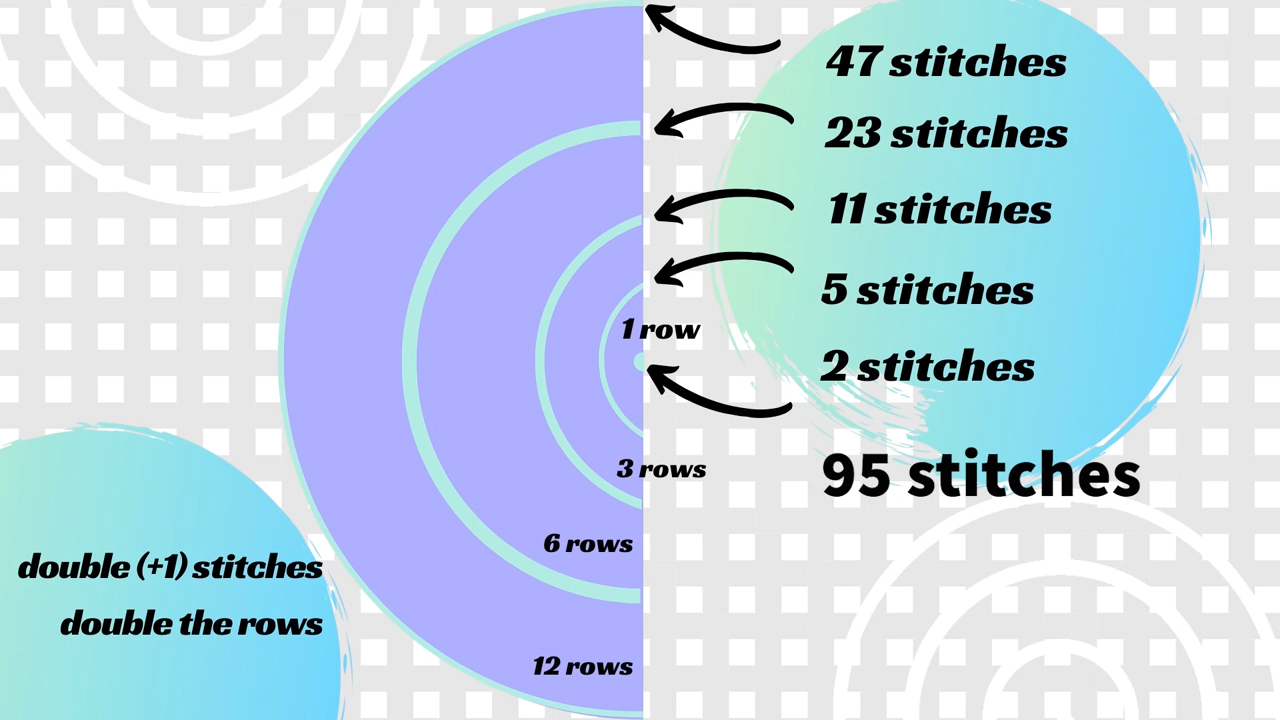 47 stitches
23 stitches
11 stitches
5 stitches
1 row
2 stitches
3 rows
95 stitches
6 rows
double (+1) stitches
double the rows
12 rows